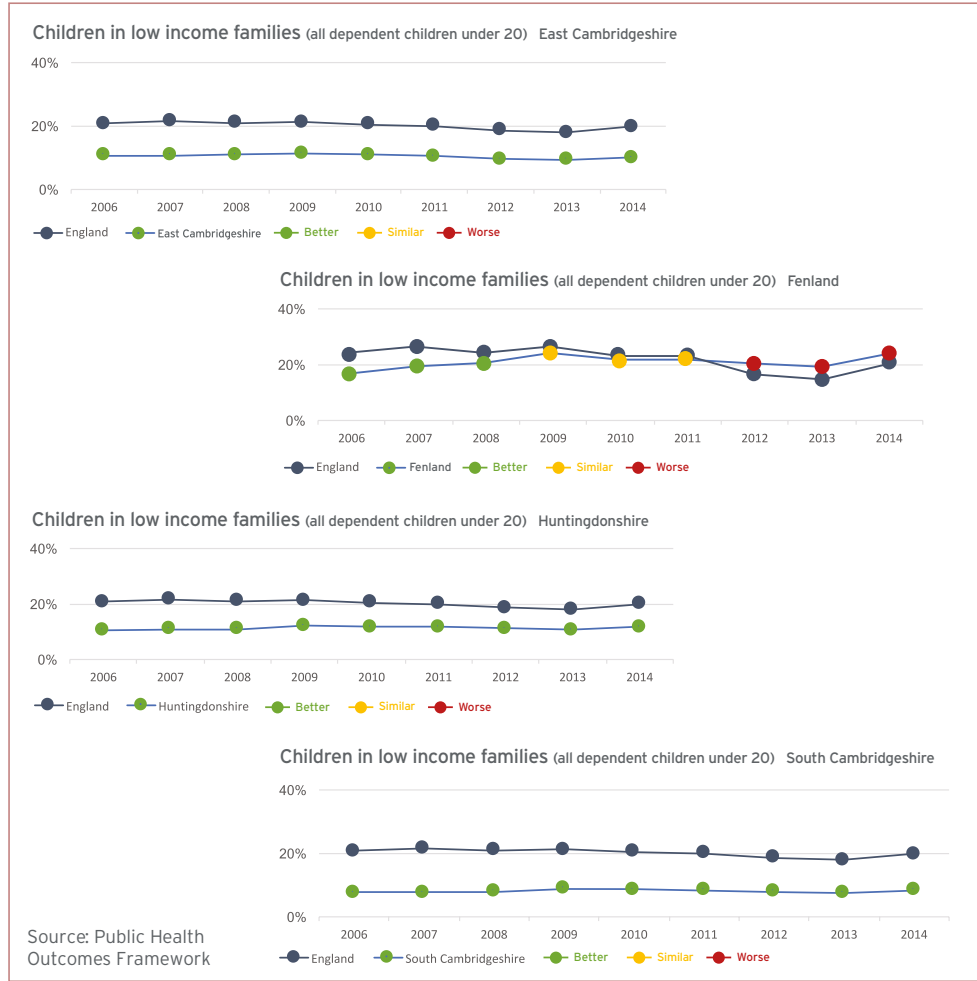 Children in low income families (all dependent children under 20) East Cambridgeshire
40%
20%
0%
2006 2007 2008 2009 2010 2011 2012 2013 2014
England East Cambridgeshire Better Similar Worse
Children in low income families (all dependent children under 20) Fenland
40%
20%
0%
2006 2007 2008 2009 2010 2011 2012 2013 2014
England Fenland Better Similar Worse
Children in low income families (all dependent children under 20) Huntingdonshire
40%
20%
0%
2006 2007 2008 2009 2010 2011 2012 2013 2014
England Huntingdonshire Better Similar Worse
Children in low income families (all dependent children under 20) South Cambridgeshire
40%
20%
0%
2006 2007 2008 2009 2010 2011 2012 2013 2014
England South Cambridgeshire Better Similar Worse
Source: Public Health
Outcomes Framework